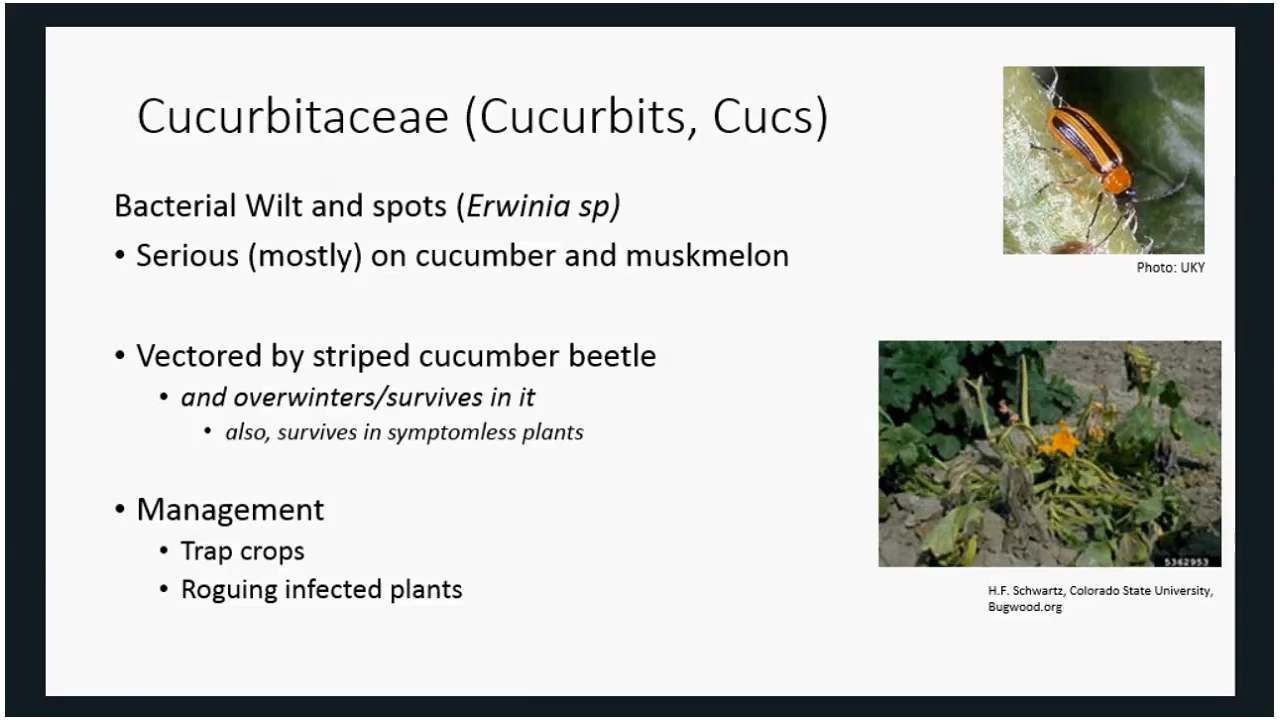 Cucurbitaceae (Cucurbits, Cucs)
Bacterial Wilt and spots (Erwinia sp)
• Serious (mostly) on cucumber and muskmelon
• Vectored by striped cucumber beetle
• and overwinters/survives in it
• also, survives in symptomless plants
• Management
• Trap crops
• Roguing infected plants
Photo: UKY
5362953
H.F. Schwartz, Colorado State University,
Bugwood.org